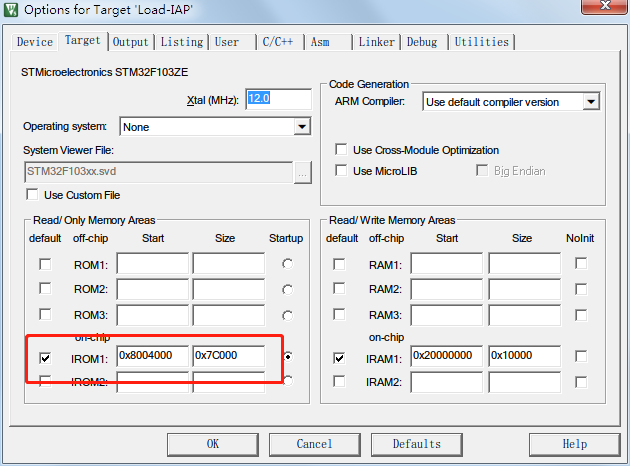 Options for Target 'Load-IAP'
Device Target Output Listing User C/C++ Asm Linker Debug Utilities
STMicroelectronics STM32F103ZE
Xtal (MHz): 12.0
Operating system: None
System Viewer File:
STM32F103xx.svd ...
Use Custom File
Code Generation
ARM Compiler: Use default compiler version
Use Cross-Module Optimization
Use MicroLIB Big Endian
Read/Only Memory Areas
default off-chip Start Size Startup
ROM1:
ROM2:
ROM3:
on-chip
IROM1: 0x8004000 0x7C000
IROM2:
Read/Write Memory Areas
default off-chip Start Size NoInit
RAM1:
RAM2:
RAM3:
on-chip
IRAM1: 0x20000000 0x10000
IRAM2:
OK Cancel Defaults Help